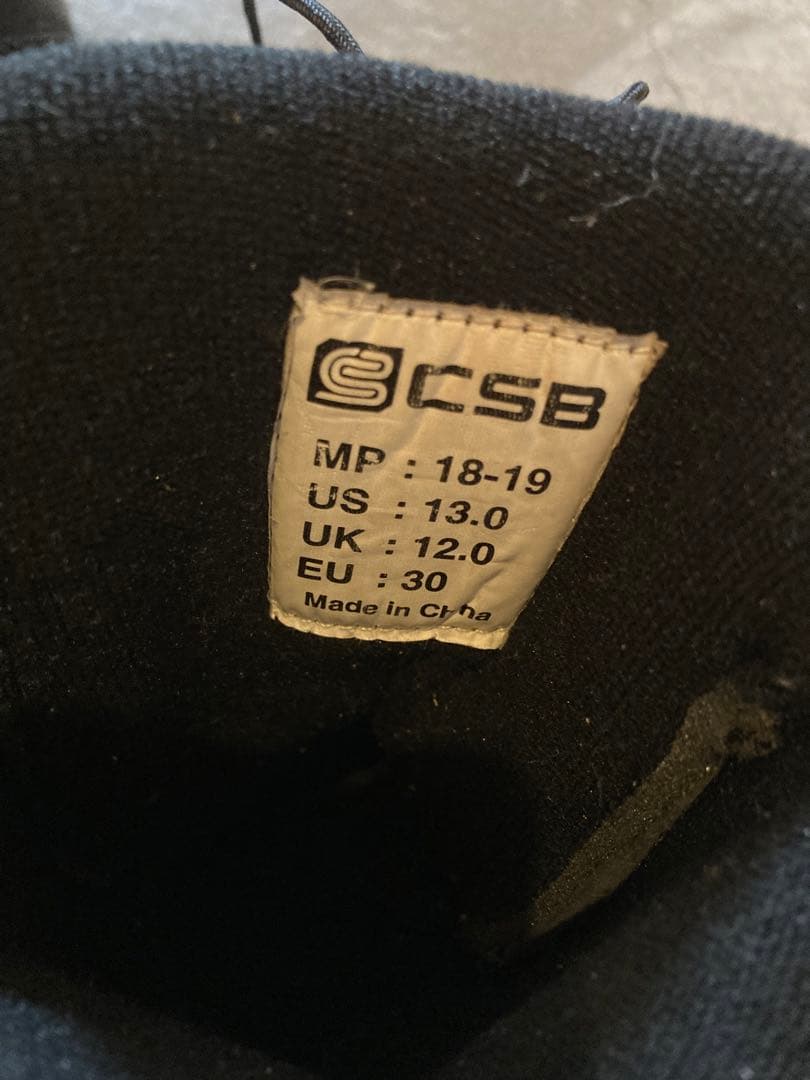 CSB
MP : 18-19
US : 13.0
UK : 12.0
EU : 30
Made in China